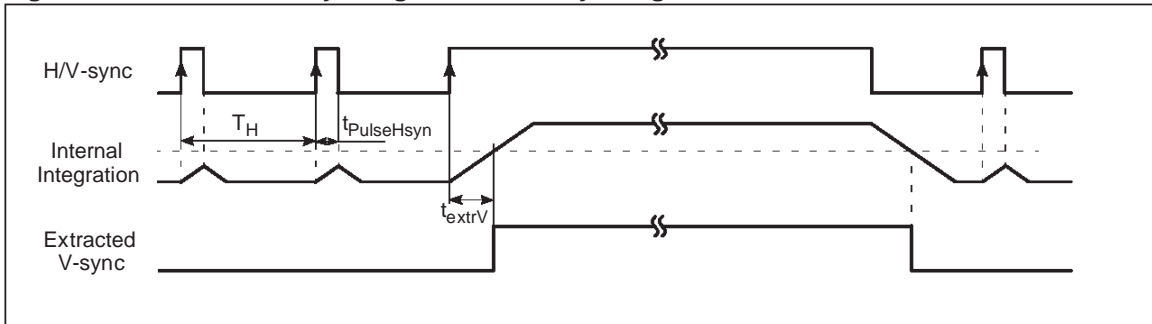 H/V-sync
T_H
t_PulseHsyn
Internal
Integration
t_extrV
Extracted
V-sync